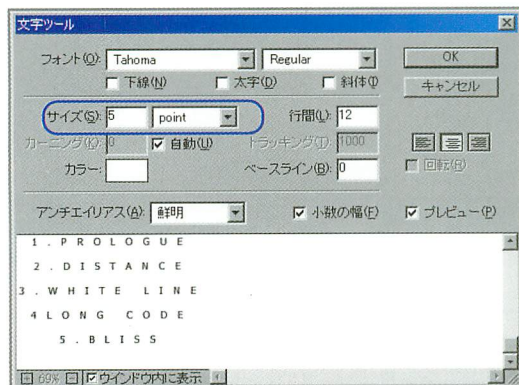 文字ツール
フォント(O): Tahoma Regular OK
下線(N) 太字(D) 斜体(I) キャンセル
サイズ(S): 5 point 行間(L): 12
カーニング(K): 0 自動(U) トラッキング(T): 1000
カラー: ベースライン(B): 0 回転(R)
アンチエイリアス(A): 鮮明 小数の幅(F) プレビュー(P)
1 . P R O L O G U E
2 . D I S T A N C E
3 . W H I T E L I N E
4 L O N G C O D E
5 . B L I S S
69% ウインドウ内に表示